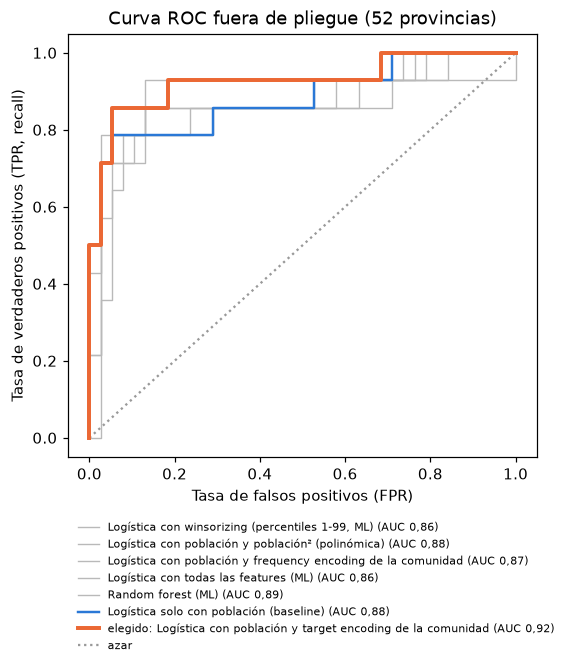 Curva ROC fuera de pliegue (52 provincias)
1.0
0.8
0.6
0.4
0.2
0.0
Tasa de verdaderos positivos (TPR, recall)
0.0 0.2 0.4 0.6 0.8 1.0
Tasa de falsos positivos (FPR)
Logística con winsorizing (percentiles 1-99, ML) (AUC 0,86)
Logística con población y población² (polinómica) (AUC 0,88)
Logística con población y frequency encoding de la comunidad (AUC 0,87)
Logística con todas las features (ML) (AUC 0,86)
Random forest (ML) (AUC 0,89)
Logística solo con población (baseline) (AUC 0,88)
elegido: Logística con población y target encoding de la comunidad (AUC 0,92)
azar